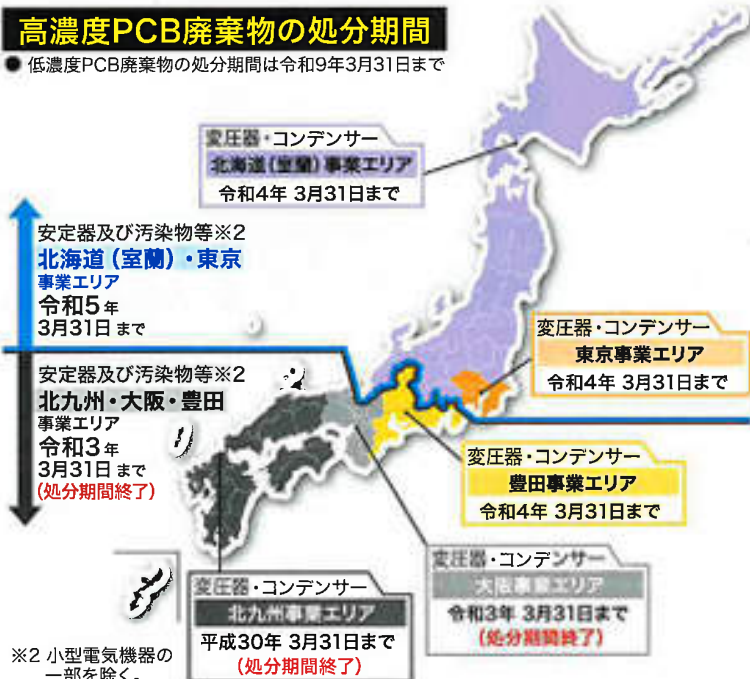 高濃度PCB廃棄物の処分期間
● 低濃度PCB廃棄物の処分期間は令和9年3月31日まで
変圧器・コンデンサー
北海道(室蘭)事業エリア
令和4年 3月31日まで
安定器及び汚染物等※2
北海道(室蘭)・東京
事業エリア
令和5年
3月31日まで
変圧器・コンデンサー
東京事業エリア
令和4年 3月31日まで
安定器及び汚染物等※2
北九州・大阪・豊田
事業エリア
令和3年
3月31日まで
(処分期間終了)
変圧器・コンデンサー
豊田事業エリア
令和4年 3月31日まで
変圧器・コンデンサー
大阪事業エリア
令和3年 3月31日まで
(処分期間終了)
変圧器・コンデンサー
北九州事業エリア
平成30年 3月31日まで
(処分期間終了)
※2 小型電気機器の
一部を除く。